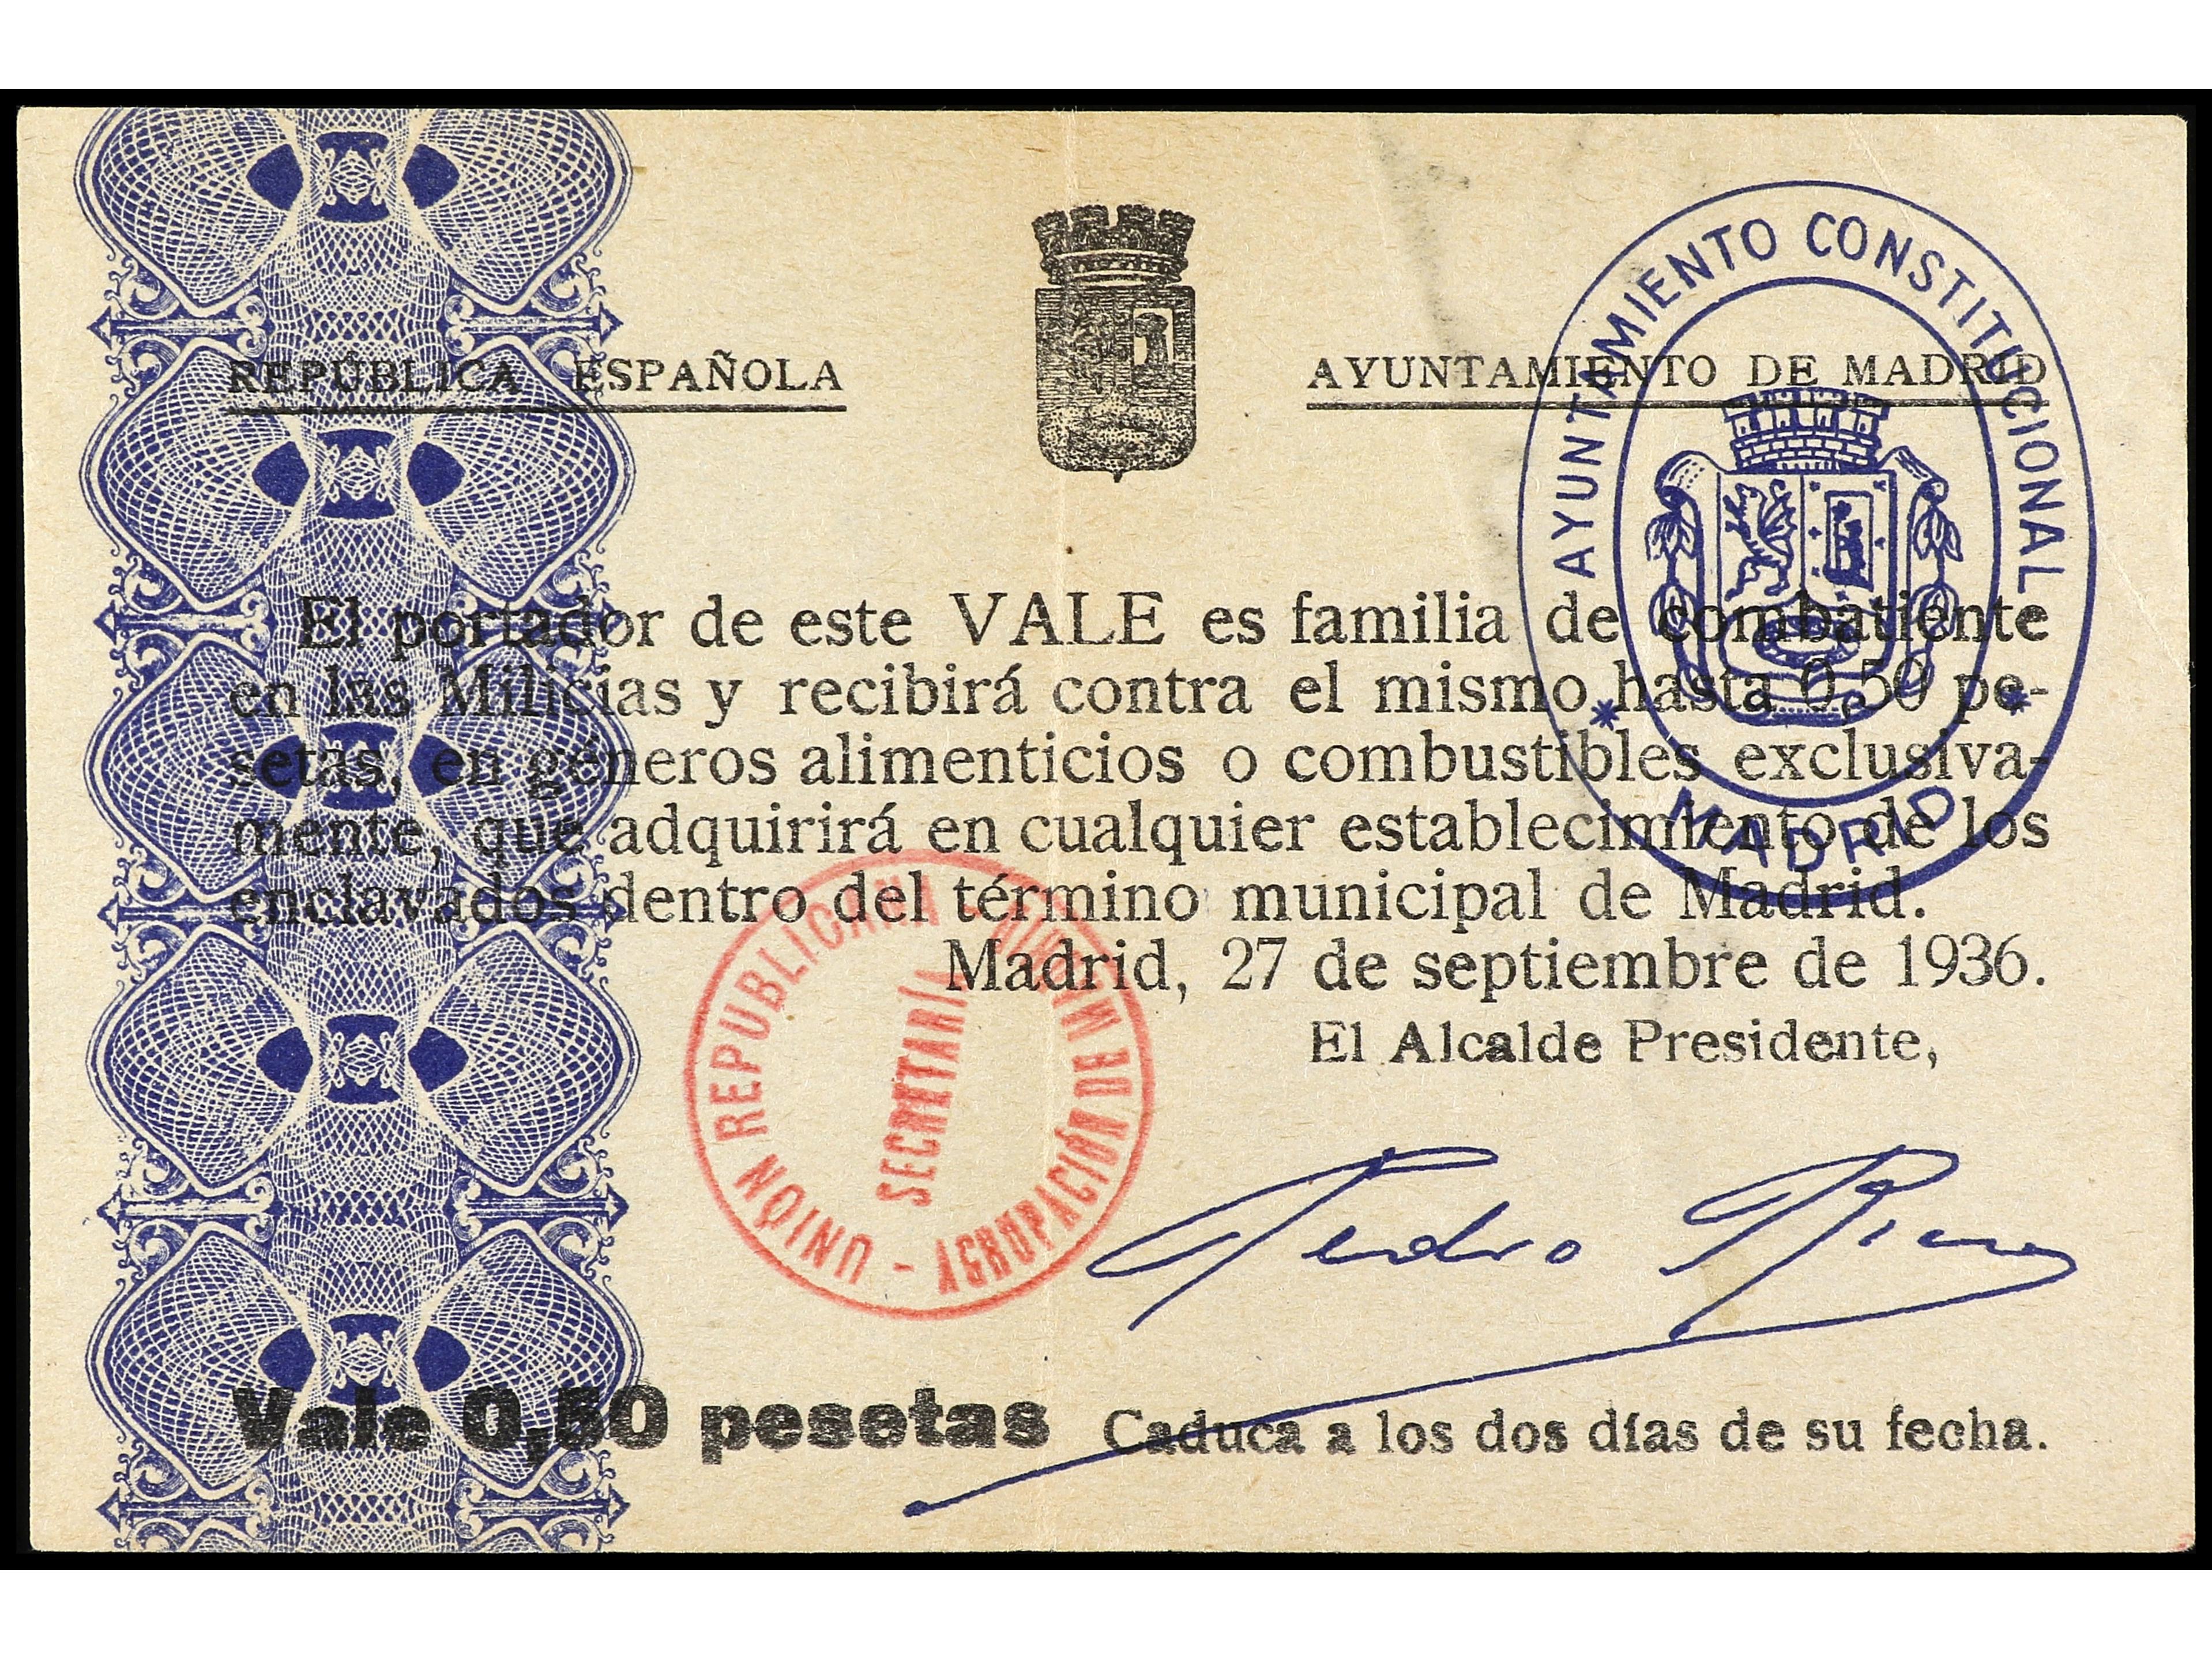 REPÚBLICA ESPAÑOLA
AYUNTAMIENTO DE MADRID
AYUNTAMIENTO CONSTITUCIONAL
* MADRID *
El portador de este VALE es familia de combatiente
en las Milicias y recibirá contra el mismo hasta 0,50 pe-
setas, en géneros alimenticios o combustibles exclusiva-
mente, que adquirirá en cualquier establecimiento de los
enclavados dentro del término municipal de Madrid.
Madrid, 27 de septiembre de 1936.
El Alcalde Presidente,
UNION REPUBLICANA - AGRUPACIÓN DE MADRID
SECRETARÍA
Pedro Rico
Vale 0,50 pesetas
Caduca a los dos días de su fecha.